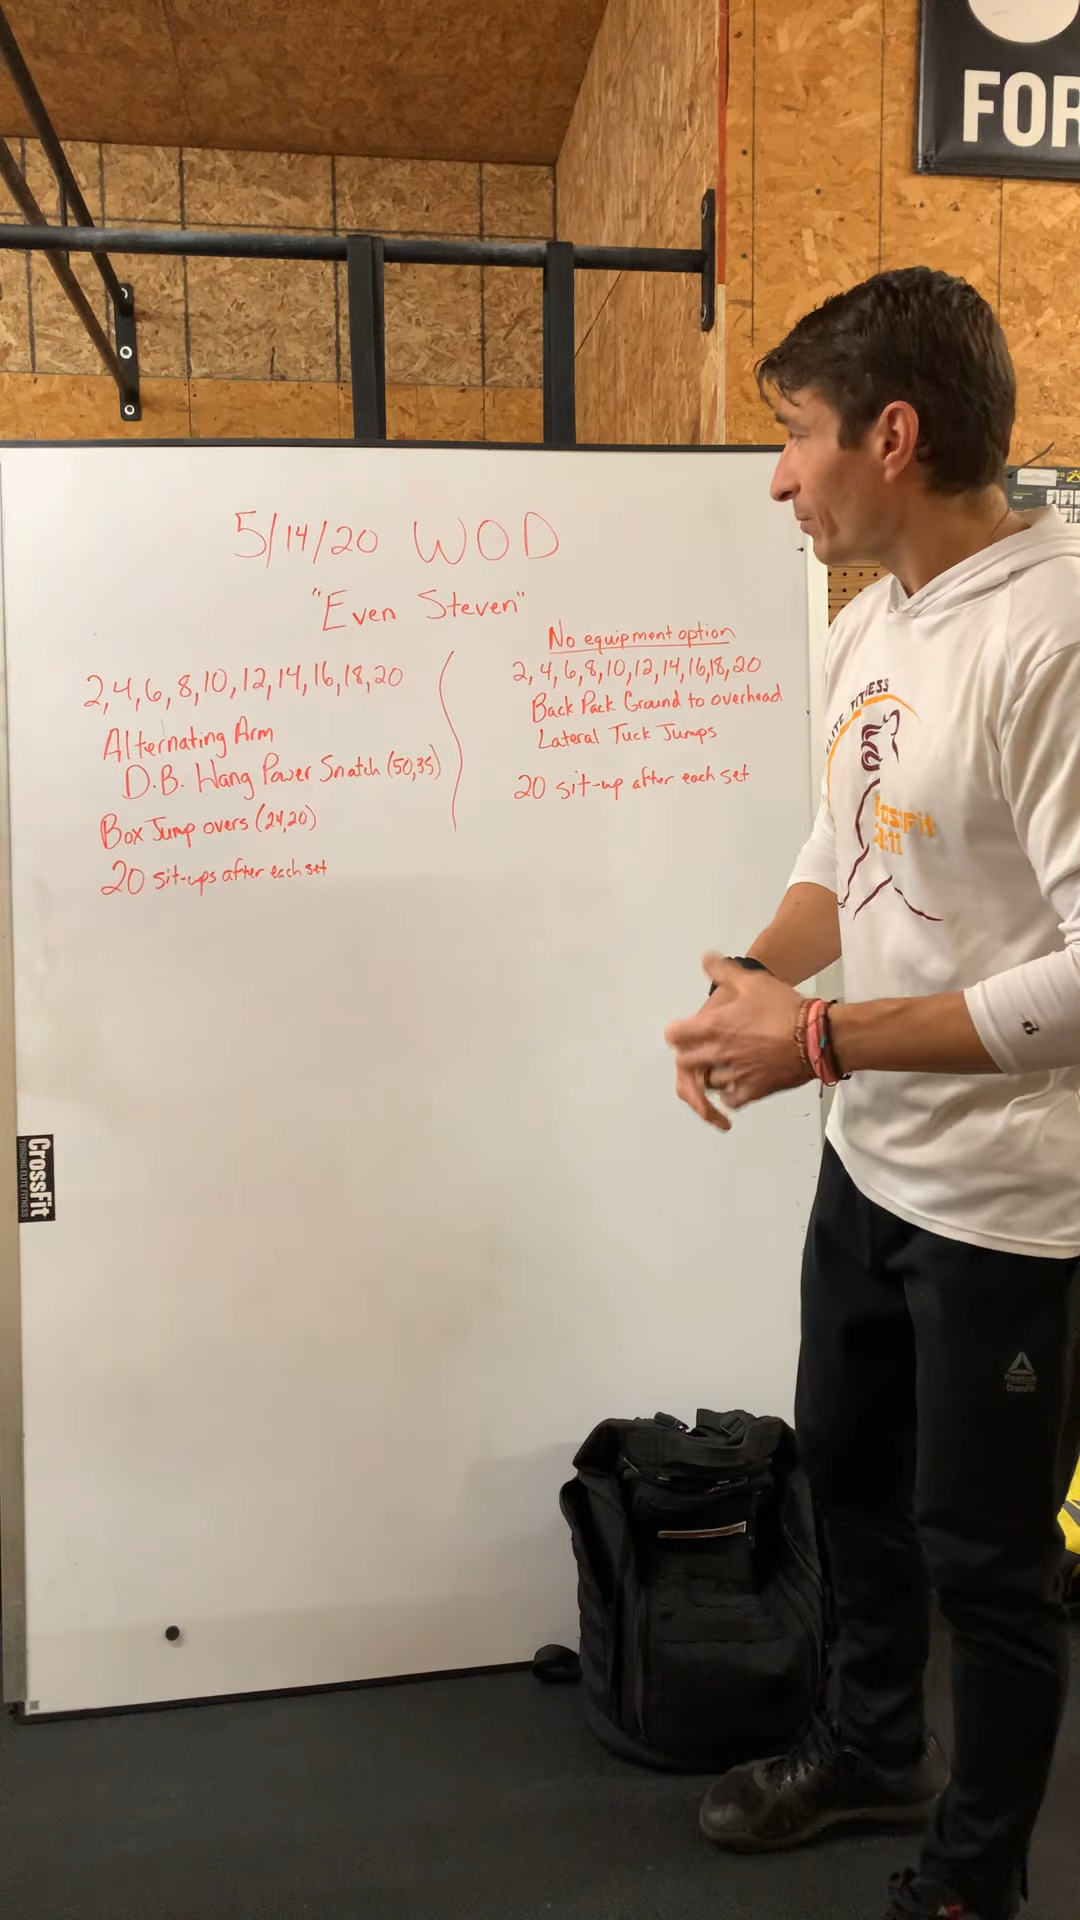 FOR
5/14/20 WOD
"Even Steven"
2,4,6,8,10,12,14,16,18,20
Alternating Arm
D.B. Hang Power Snatch (50,35)
Box Jump overs (24,20)
20 sit-ups after each set
No equipment option
2,4,6,8,10,12,14,16,18,20
Back Pack Ground to overhead
Lateral Tuck Jumps
20 sit-up after each set
CrossFit
FORGING ELITE FITNESS
Reebok
CrossFit